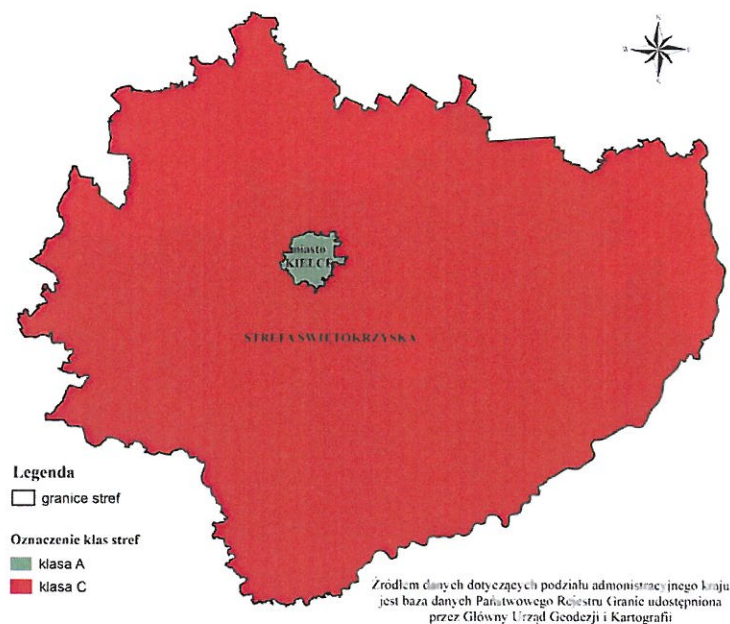 miasto
KIELCE
STREFA ŚWIĘTOKRZYSKA
Legenda
granice stref
Oznaczenie klas stref
klasa A
klasa C
Źródłem danych dotyczących podziału admonistracyjnego kraju
jest baza danych Państwowego Rejestru Granic udostępniona
przez Główny Urząd Geodezji i Kartografii